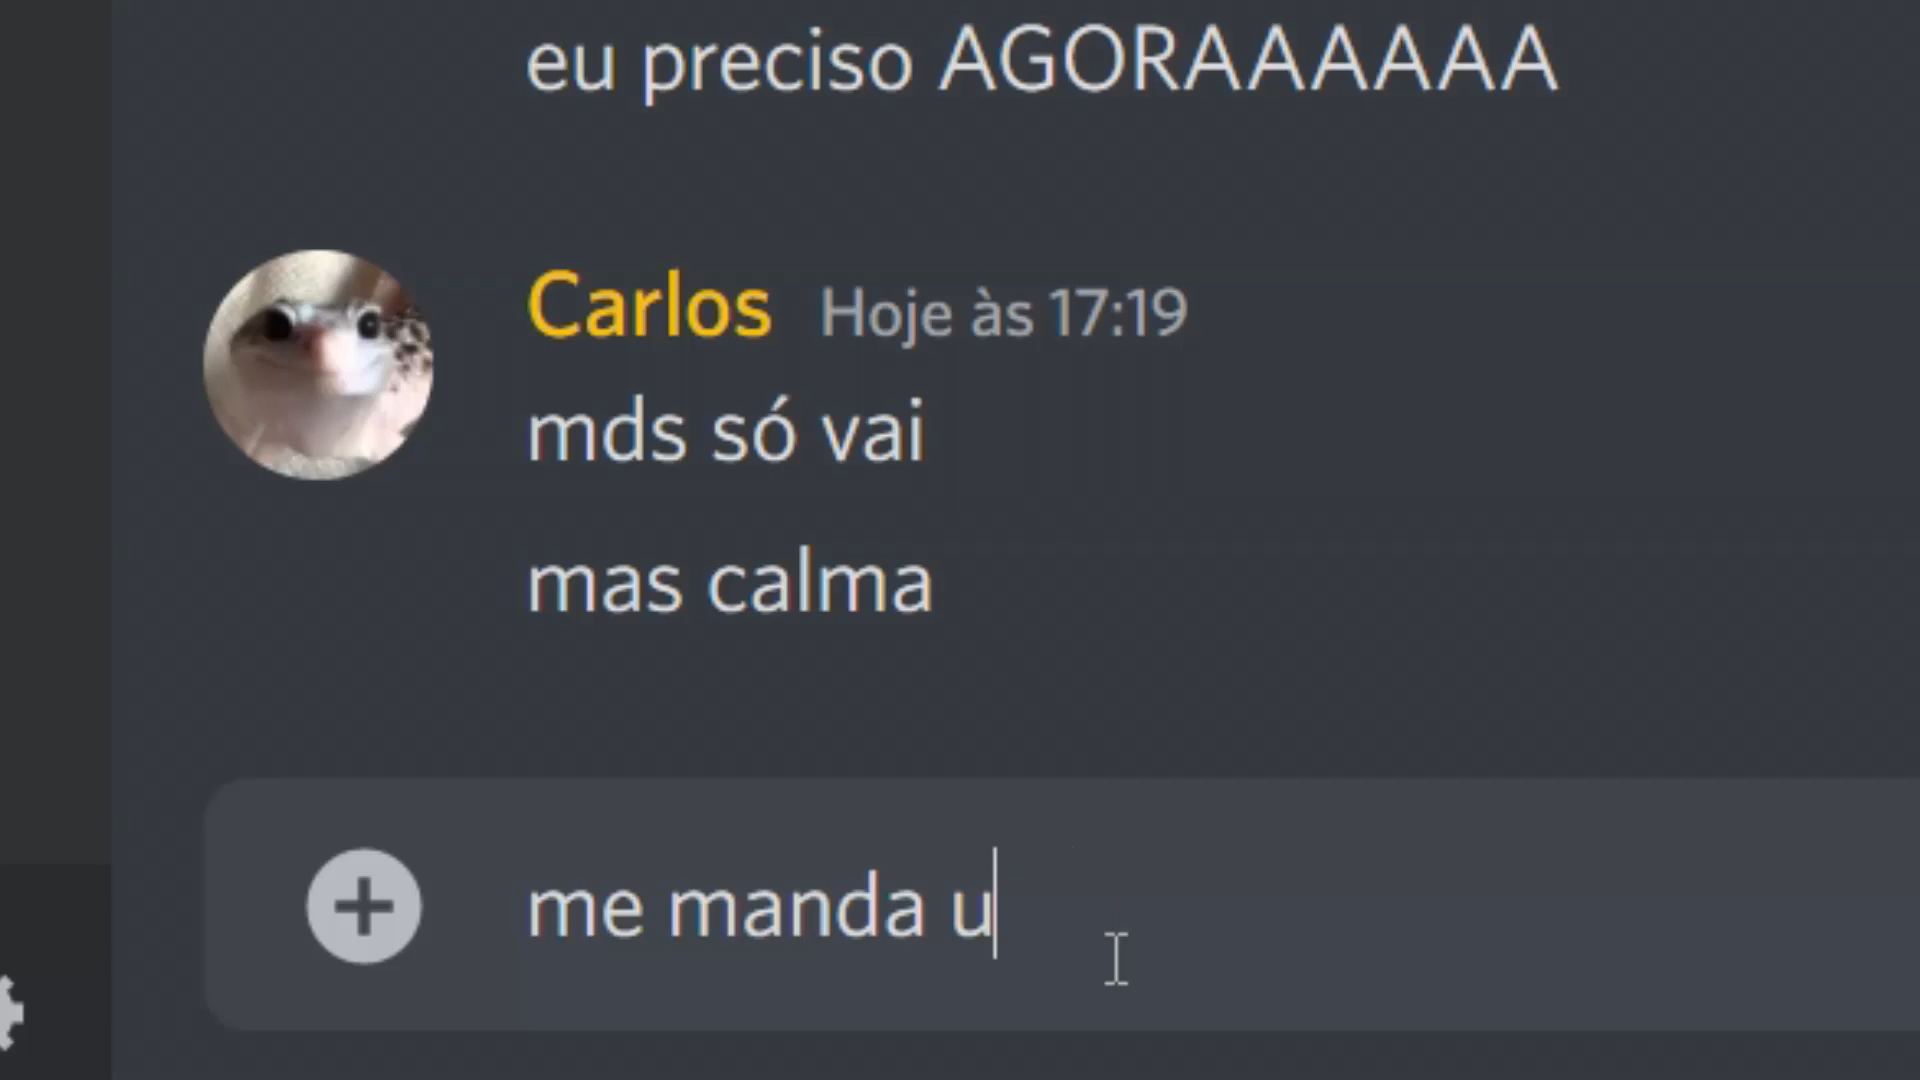 eu preciso AGORAAAAAA
Carlos Hoje às 17:19
mds só vai
mas calma
me manda u